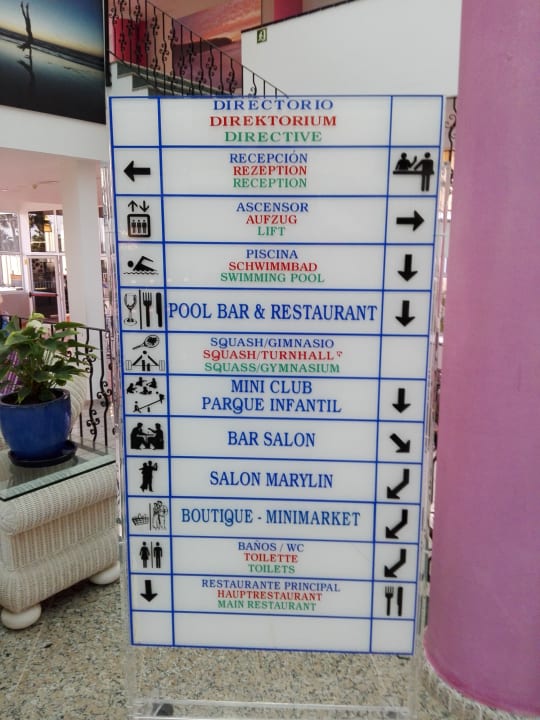 DIRECTORIO
DIREKTORIUM
DIRECTIVE
RECEPCIÓN
REZEPTION
RECEPTION
ASCENSOR
AUFZUG
LIFT
PISCINA
SCHWIMMBAD
SWIMMING POOL
POOL BAR & RESTAURANT
SQUASH/GIMNASIO
SQUASH/TURNHALL
SQUASS/GYMNASIUM
MINI CLUB
PARQUE INFANTIL
BAR SALON
SALON MARYLIN
BOUTIQUE - MINIMARKET
BAÑOS / WC
TOILETTE
TOILETS
RESTAURANTE PRINCIPAL
HAUPTRESTAURANT
MAIN RESTAURANT